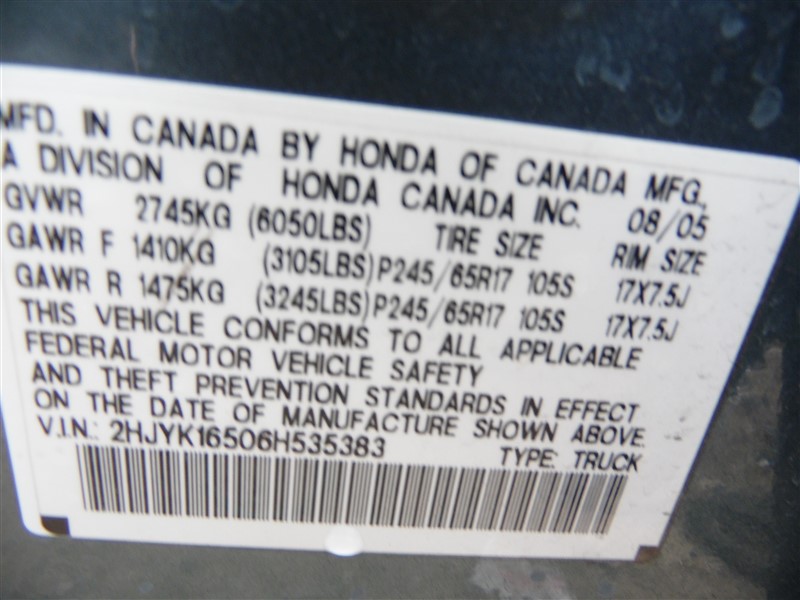 MFD. IN CANADA BY HONDA OF CANADA MFG.,
A DIVISION OF HONDA CANADA INC. 08/05
GVWR 2745KG (6050LBS) TIRE SIZE RIM SIZE
GAWR F 1410KG (3105LBS) P245/65R17 105S 17X7.5J
GAWR R 1475KG (3245LBS) P245/65R17 105S 17X7.5J
THIS VEHICLE CONFORMS TO ALL APPLICABLE
FEDERAL MOTOR VEHICLE SAFETY
AND THEFT PREVENTION STANDARDS IN EFFECT
ON THE DATE OF MANUFACTURE SHOWN ABOVE.
V.I.N.: 2HJYK16506H535383 TYPE: TRUCK